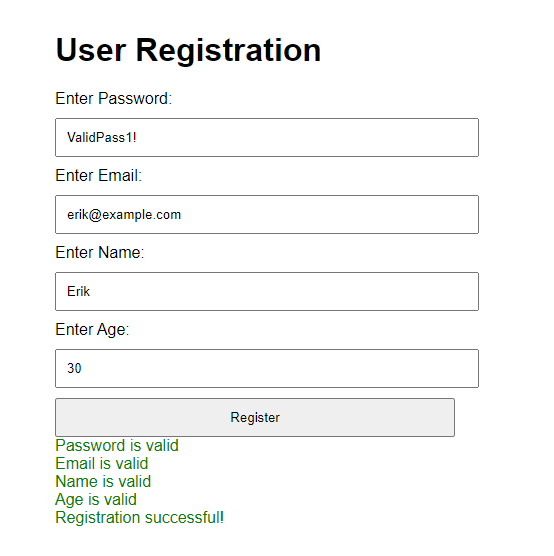 User Registration
Enter Password:
ValidPass1!
Enter Email:
erik@example.com
Enter Name:
Erik
Enter Age:
30
Register
Password is valid
Email is valid
Name is valid
Age is valid
Registration successful!